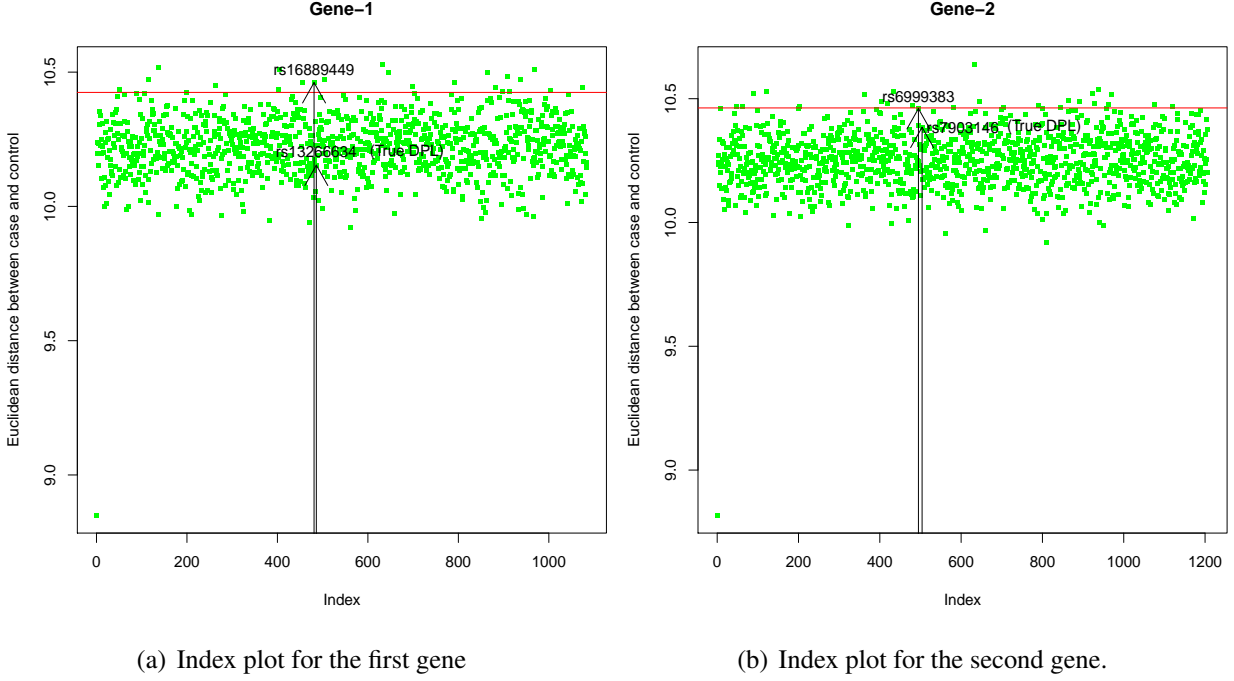 Gene−1
Euclidean distance between case and control
10.5
10.0
9.5
9.0
rs16889449
rs13266634 (True DPL)
0 200 400 600 800 1000
Index
(a) Index plot for the first gene
Gene−2
Euclidean distance between case and control
10.5
10.0
9.5
9.0
rs6999383
rs7903146 (True DPL)
0 200 400 600 800 1000 1200
Index
(b) Index plot for the second gene.